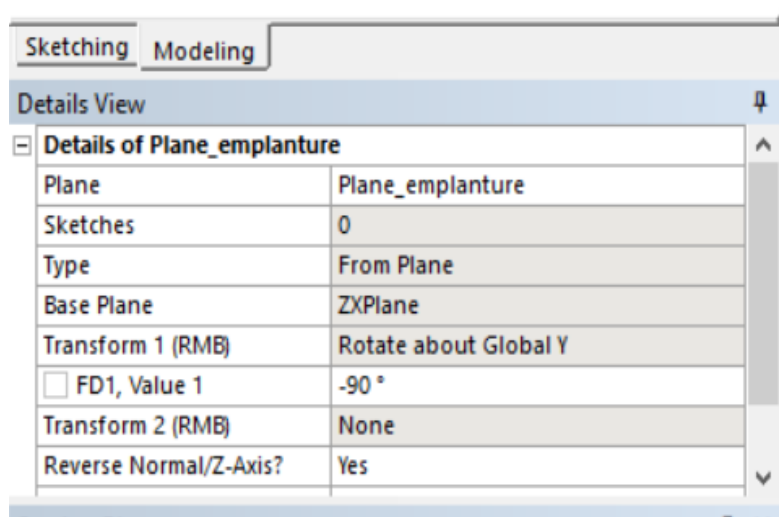 Sketching Modeling
Details View
Details of Plane_emplanture
Plane Plane_emplanture
Sketches 0
Type From Plane
Base Plane ZXPlane
Transform 1 (RMB) Rotate about Global Y
FD1, Value 1 -90 °
Transform 2 (RMB) None
Reverse Normal/Z-Axis? Yes